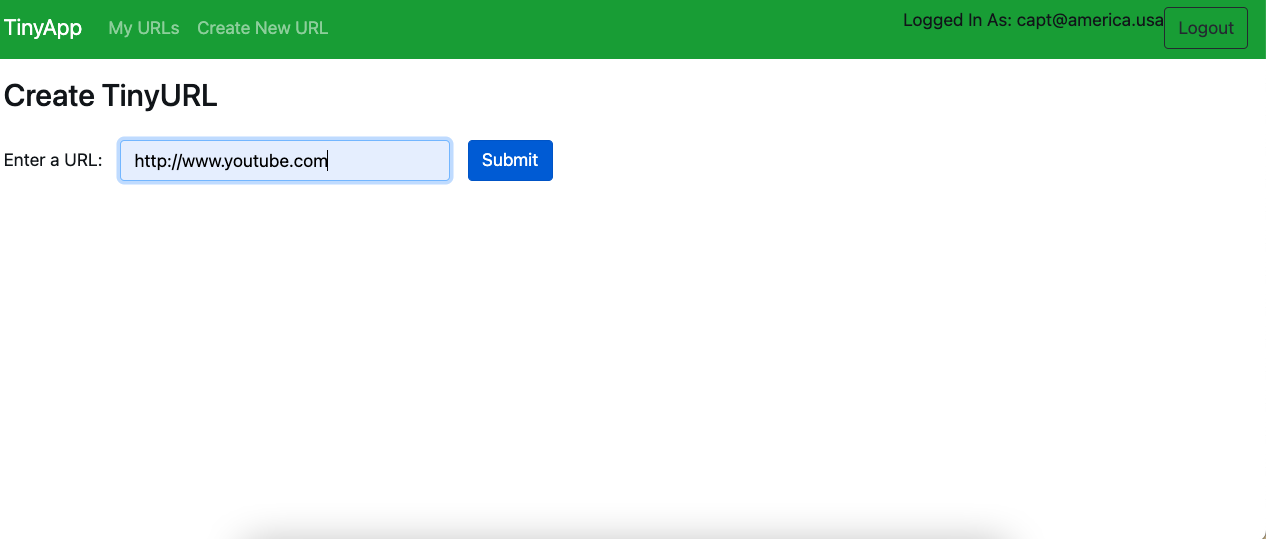 TinyApp My URLs Create New URL Logged In As: capt@america.usa Logout
Create TinyURL
Enter a URL: http://www.youtube.com Submit